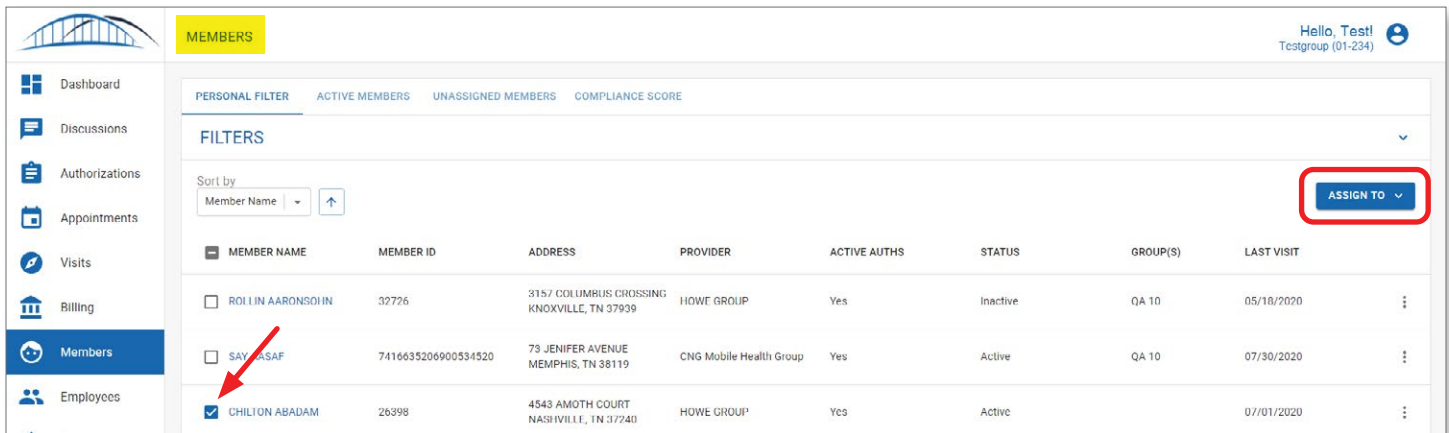 MEMBERS
Hello, Test!
Testgroup (01-234)
Dashboard
Discussions
Authorizations
Appointments
Visits
Billing
Members
Employees
PERSONAL FILTER ACTIVE MEMBERS UNASSIGNED MEMBERS COMPLIANCE SCORE
FILTERS
Sort by
Member Name
ASSIGN TO
MEMBER NAME MEMBER ID ADDRESS PROVIDER ACTIVE AUTHS STATUS GROUP(S) LAST VISIT
ROLLIN AARONSOHN 32726 3157 COLUMBUS CROSSING HOWE GROUP Yes Inactive QA 10 05/18/2020
KNOXVILLE, TN 37939
SAY 7416635206900534520 73 JENIFER AVENUE CNG Mobile Health Group Yes Active QA 10 07/30/2020
MEMPHIS, TN 38119
CHILTON ABADAM 26398 4543 AMOTH COURT HOWE GROUP Yes Active 07/01/2020
NASHVILLE, TN 37240